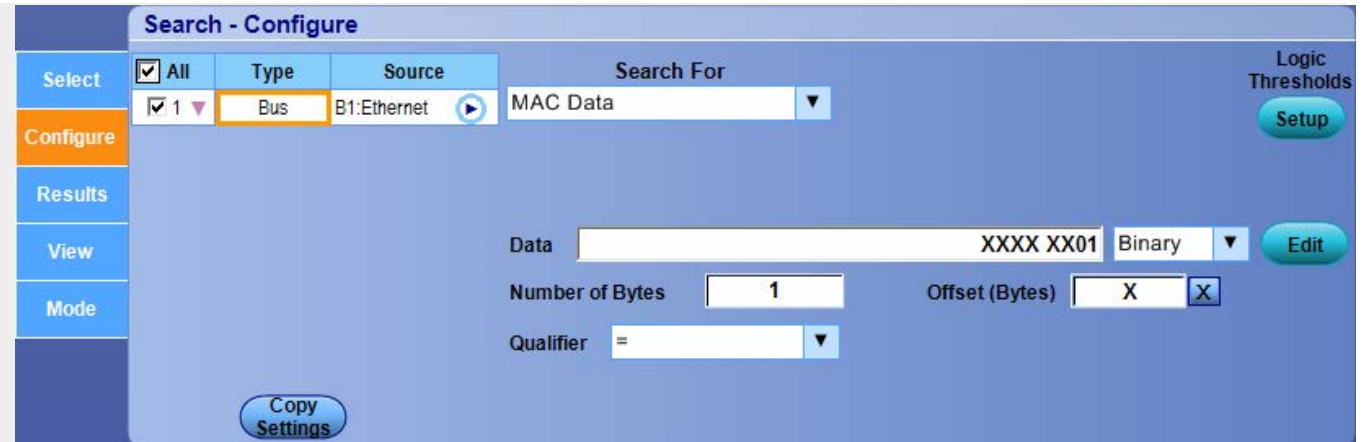 Search - Configure
Select
Configure
Results
View
Mode
All Type Source
1 Bus B1:Ethernet
Search For
MAC Data
Logic
Thresholds
Setup
Data XXXX XX01 Binary Edit
Number of Bytes 1 Offset (Bytes) X X
Qualifier =
Copy
Settings